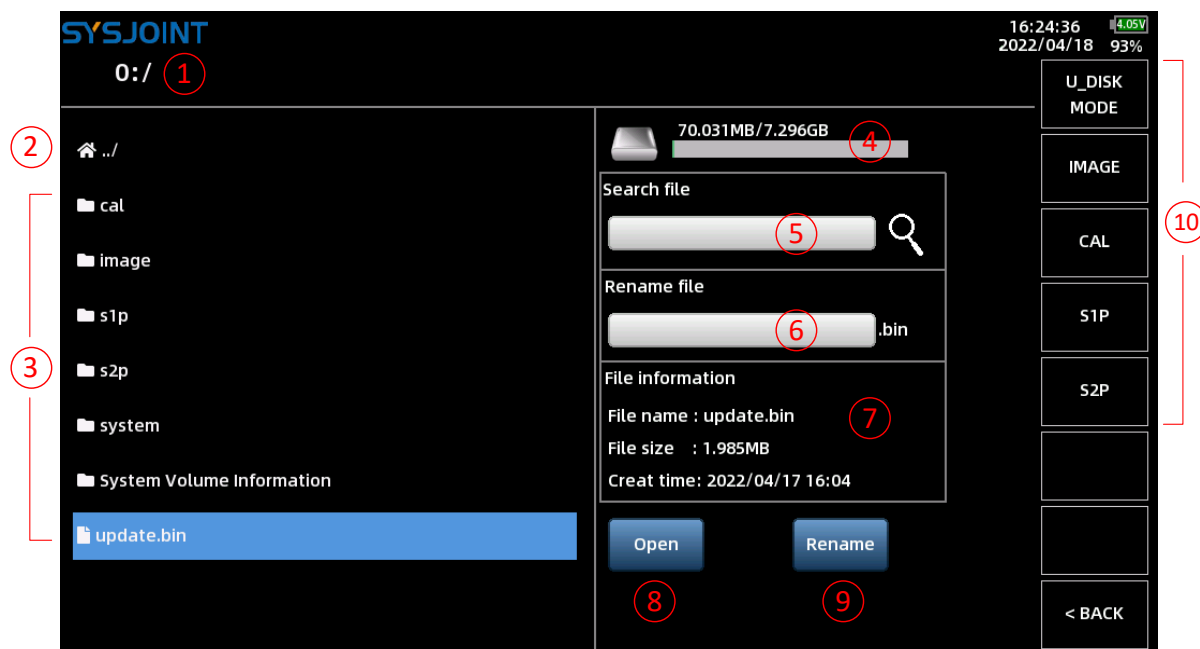 SYSJOINT
16:24:36 4.05V
2022/04/18 93%
0:/ 1
U_DISK
MODE
2
../
70.031MB/7.296GB 4
IMAGE
3
cal
image
s1p
s2p
system
System Volume Information
update.bin
Search file
5
Rename file
6 .bin
File information
File name : update.bin
7
File size : 1.985MB
Creat time: 2022/04/17 16:04
Open
Rename
8
9
10
CAL
S1P
S2P
< BACK